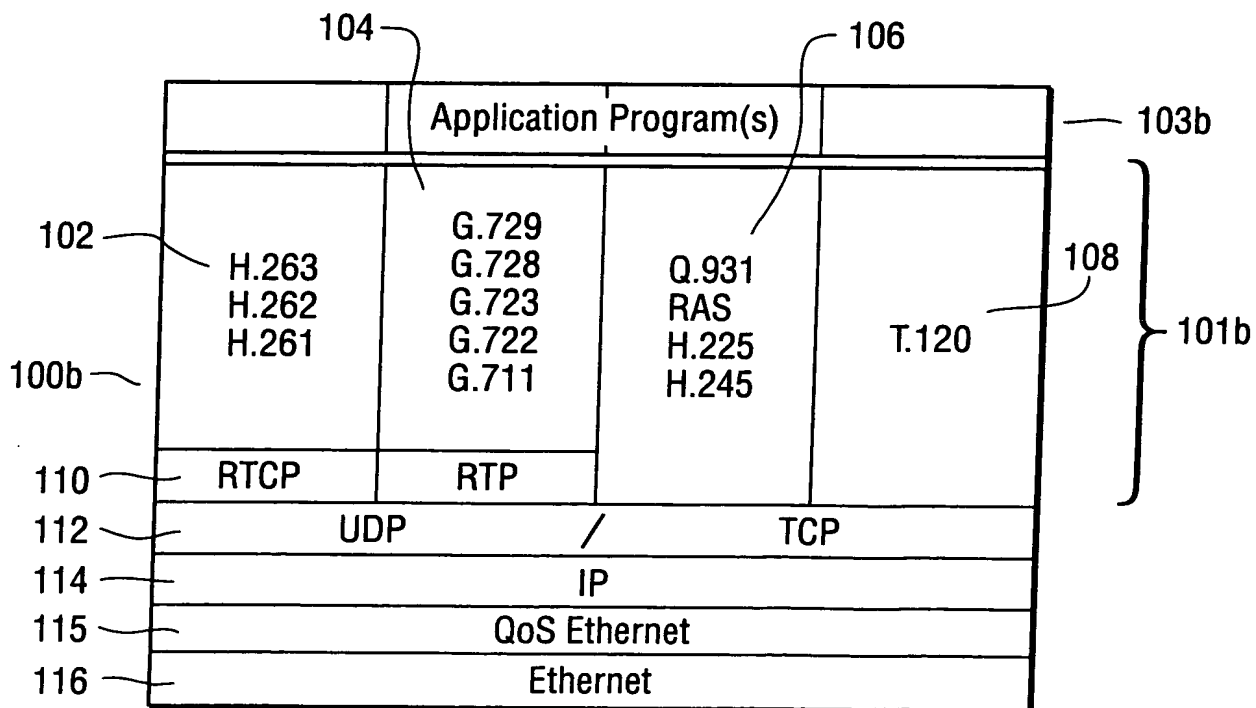 104
106
Application Program(s)
103b
102
H.263
H.262
H.261
G.729
G.728
G.723
G.722
G.711
Q.931
RAS
H.225
H.245
108
T.120
101b
100b
110
RTCP
RTP
112
UDP / TCP
114
IP
115
QoS Ethernet
116
Ethernet